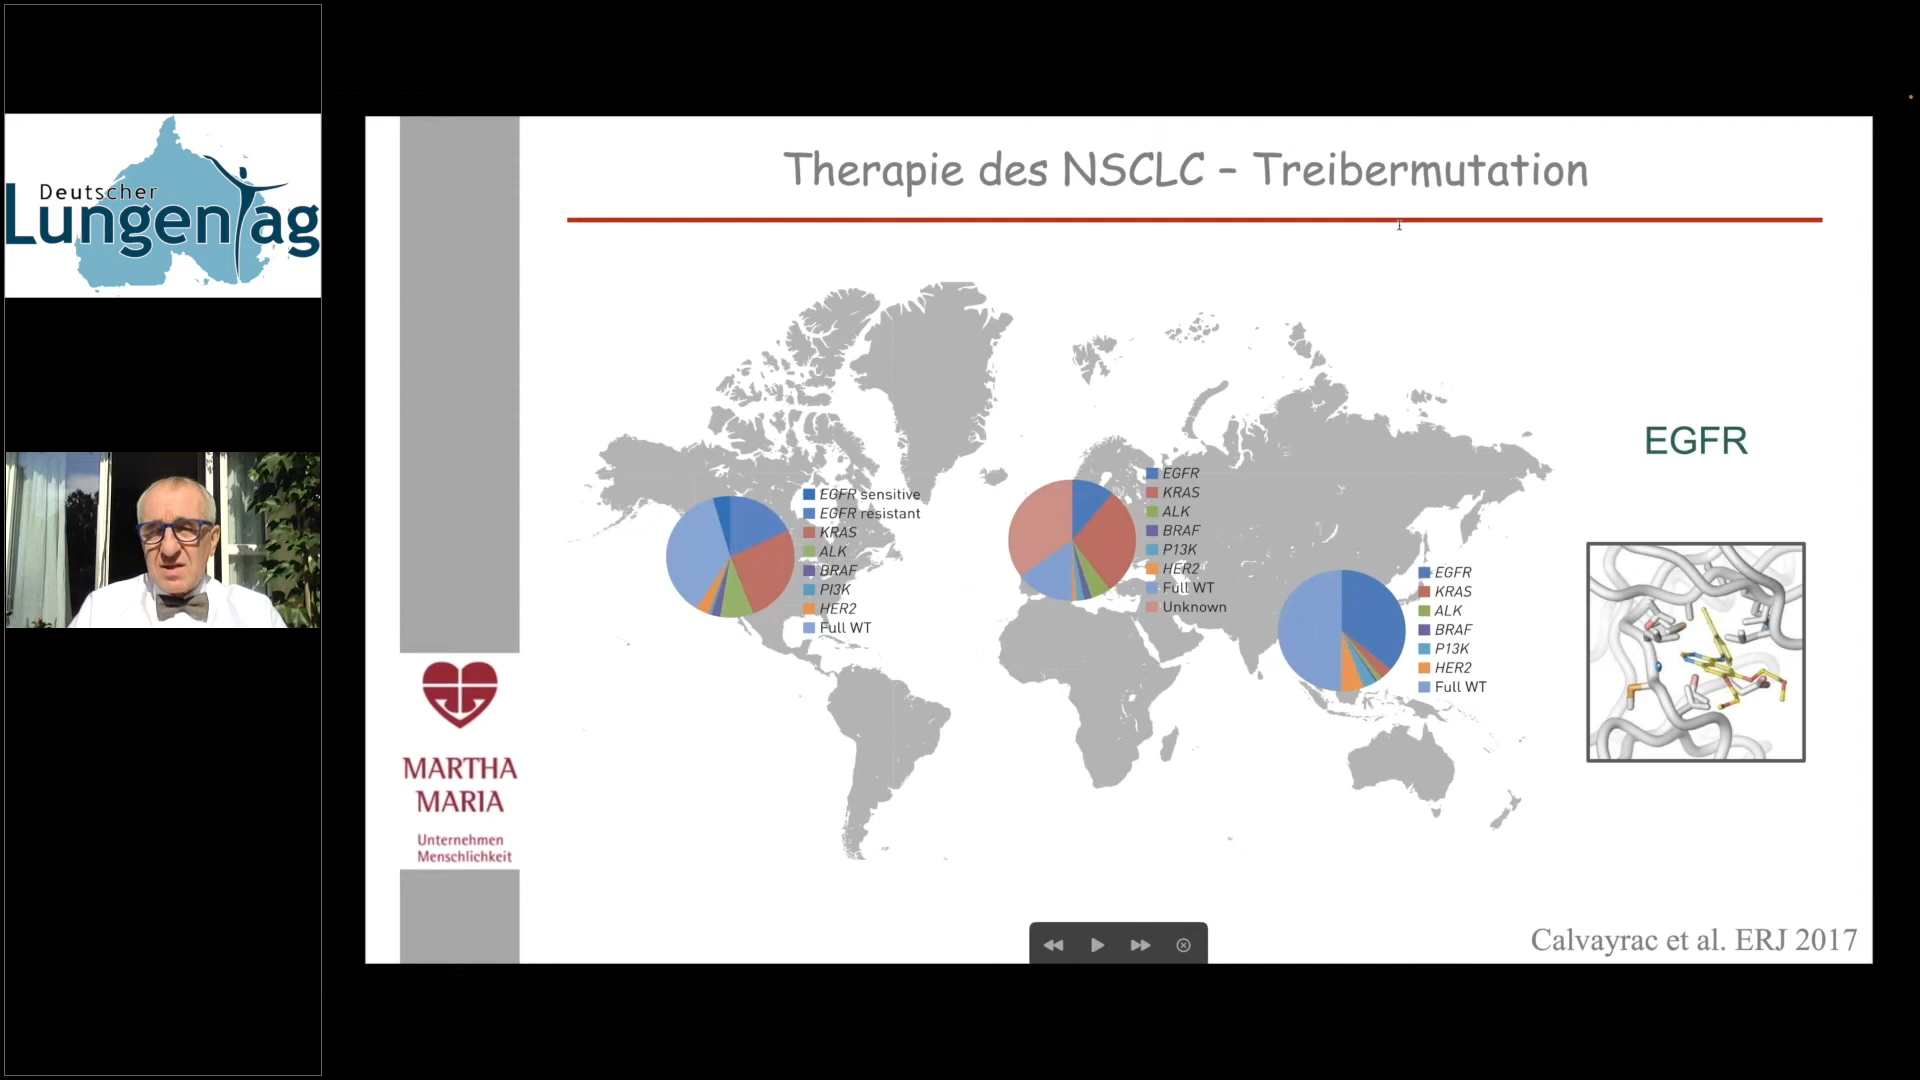 Deutscher
LungenTag
Therapie des NSCLC – Treibermutation
EGFR sensitive
EGFR resistant
KRAS
ALK
BRAF
PI3K
HER2
Full WT
EGFR
KRAS
ALK
BRAF
P13K
HER2
Full WT
Unknown
EGFR
KRAS
ALK
BRAF
P13K
HER2
Full WT
EGFR
MARTHA
MARIA
Unternehmen
Menschlichkeit
Calvayrac et al. ERJ 2017